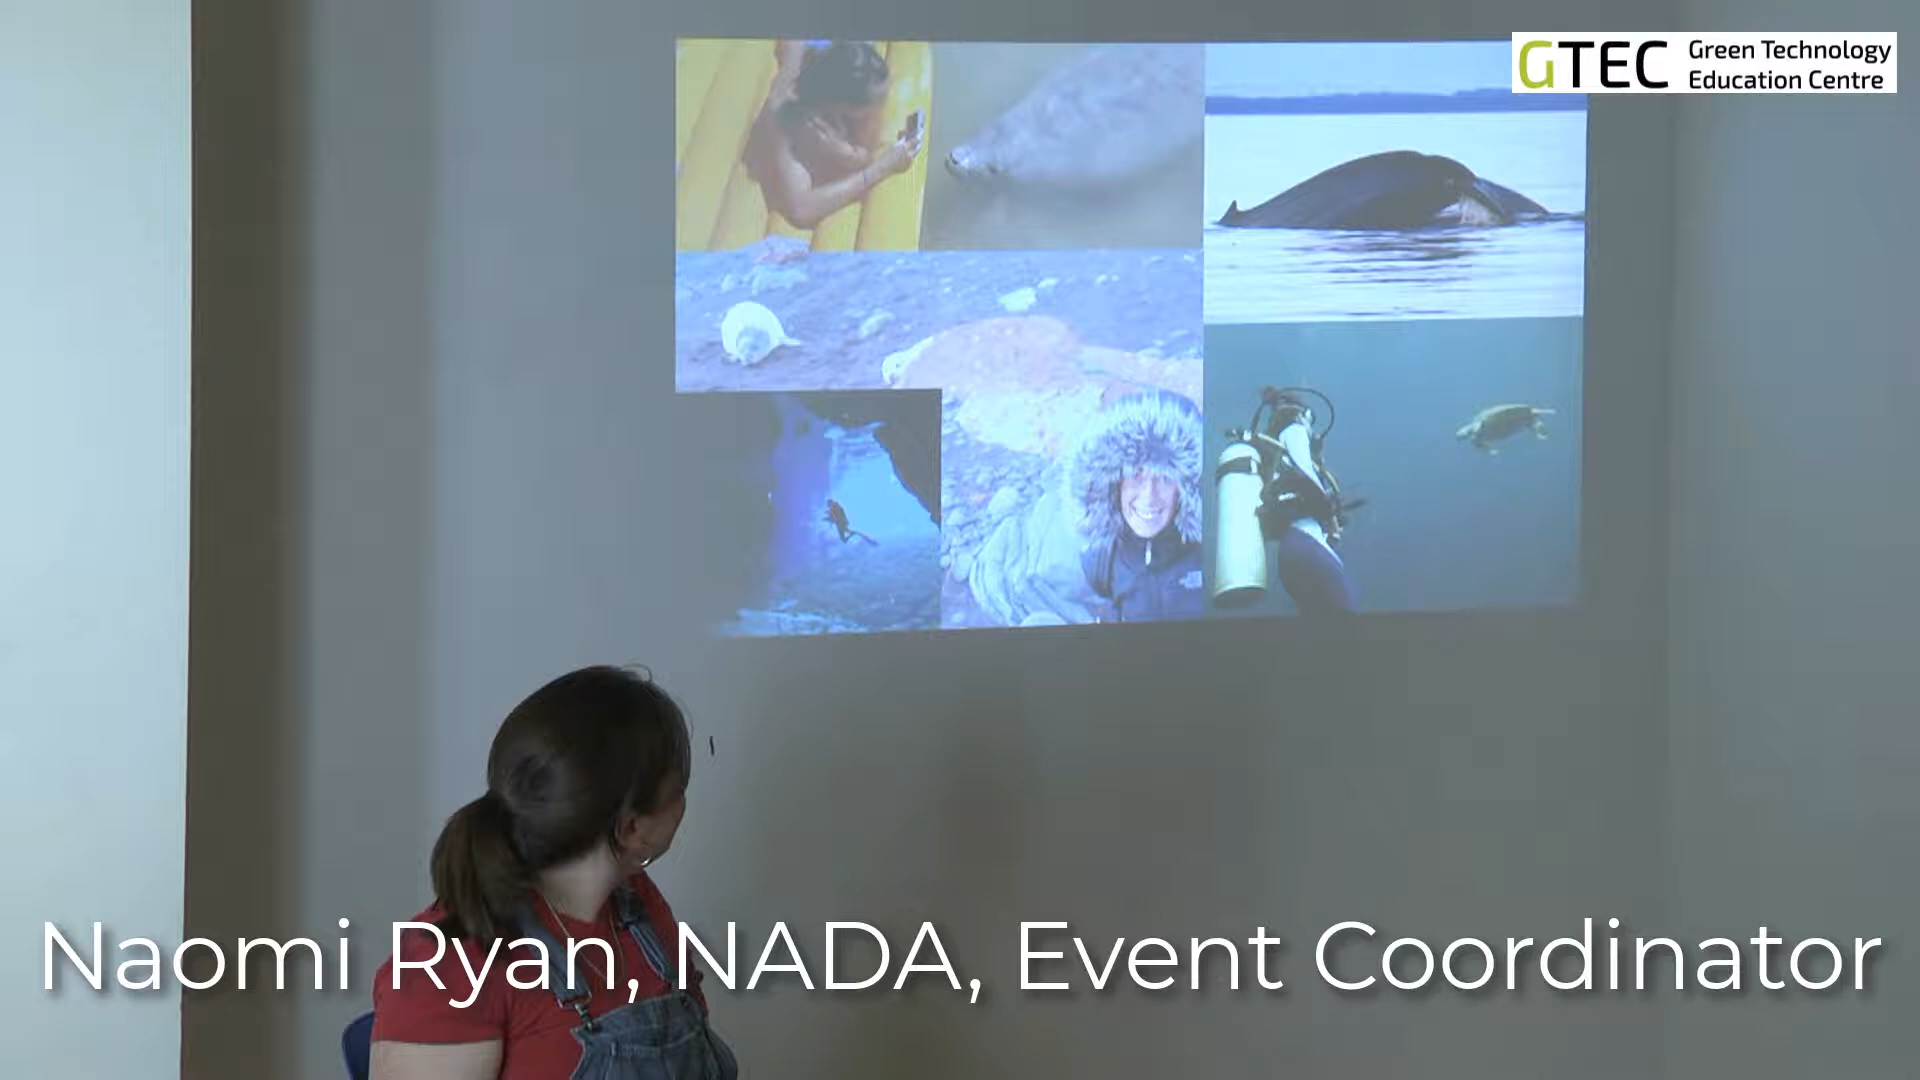 GTEC Green Technology
Education Centre
Naomi Ryan, NADA, Event Coordinator